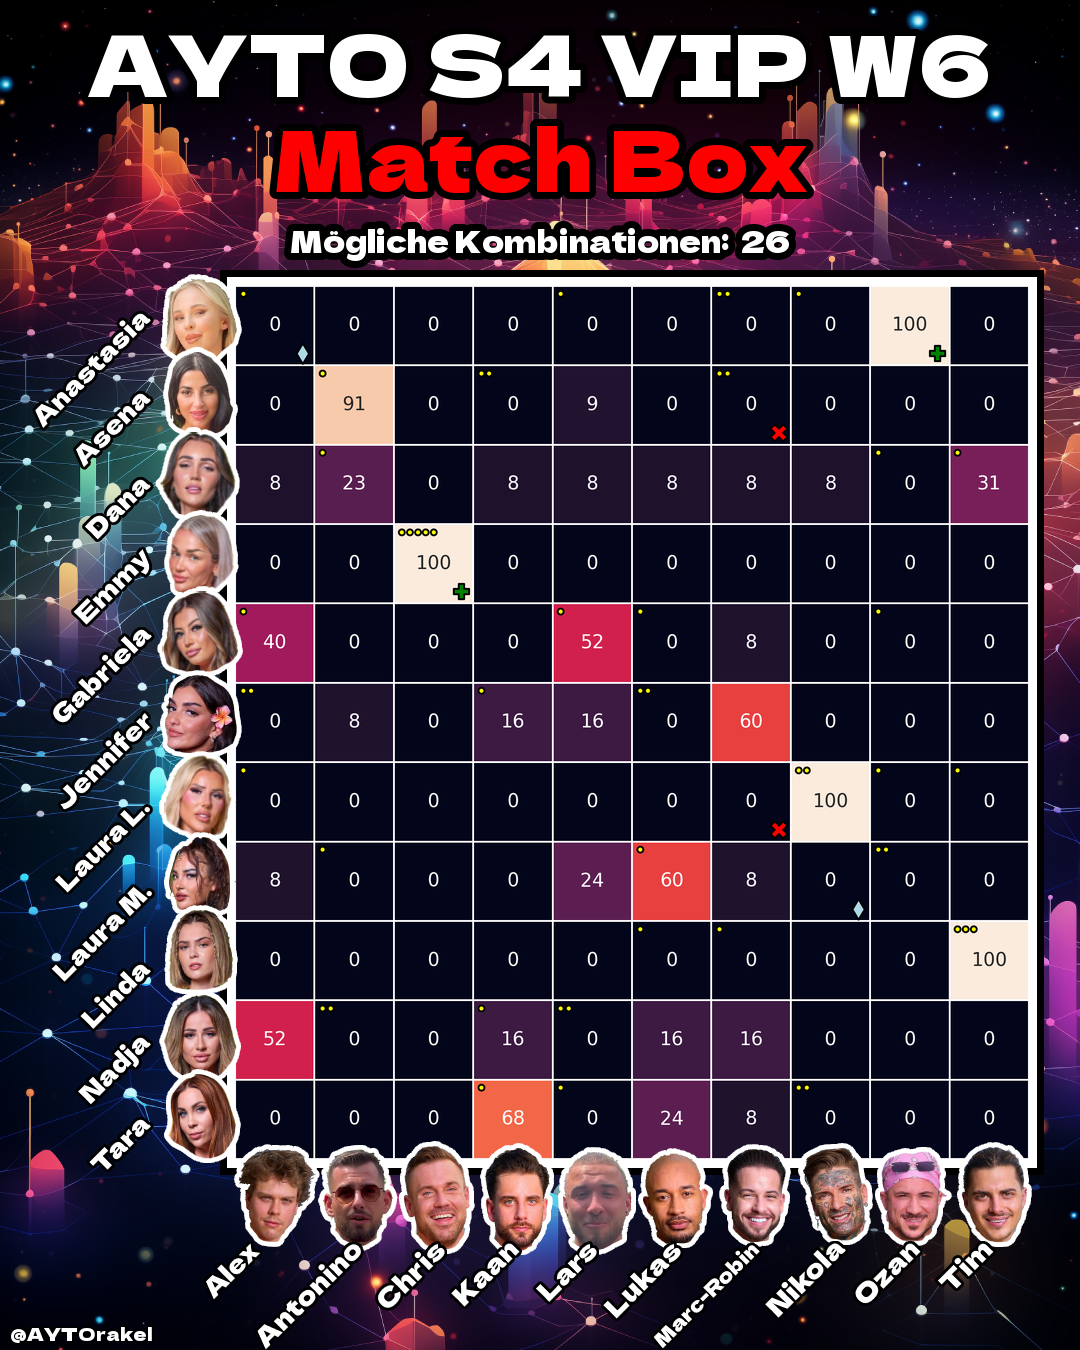 AYTO S4 VIP W6
Match Box
Mögliche Kombinationen: 26
Anastasia 0 0 0 0 0 0 0 0 100 0
Asena 0 91 0 0 9 0 0 0 0 0
Dana 8 23 0 8 8 8 8 8 0 31
Emmy 0 0 100 0 0 0 0 0 0 0
Gabriela 40 0 0 0 52 0 8 0 0 0
Jennifer 0 8 0 16 16 0 60 0 0 0
Laura L. 0 0 0 0 0 0 0 100 0 0
Laura M. 8 0 0 0 24 60 8 0 0 0
Linda 0 0 0 0 0 0 0 0 0 100
Nadja 52 0 0 16 0 16 16 0 0 0
Tara 0 0 0 68 0 24 8 0 0 0
Alex Antonino Chris Kaan Lars Lukas Marc-Robin Nikola Ozan Tim
@AYTOrakel